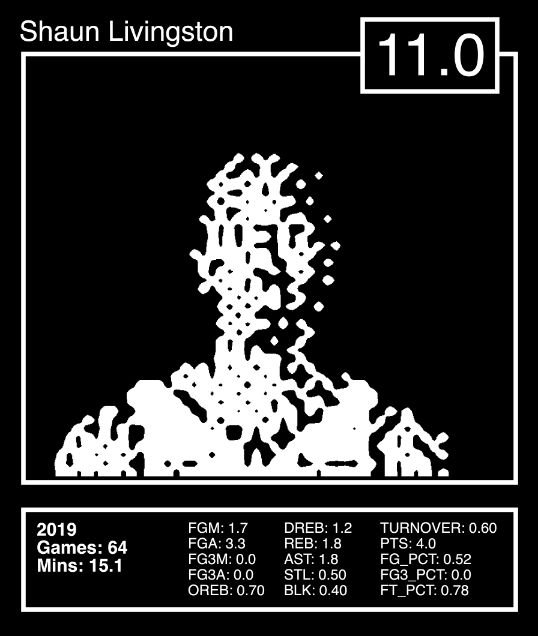 Shaun Livingston
11.0
2019
Games: 64
Mins: 15.1
FGM: 1.7
FGA: 3.3
FG3M: 0.0
FG3A: 0.0
OREB: 0.70
DREB: 1.2
REB: 1.8
AST: 1.8
STL: 0.50
BLK: 0.40
TURNOVER: 0.60
PTS: 4.0
FG_PCT: 0.52
FG3_PCT: 0.0
FT_PCT: 0.78